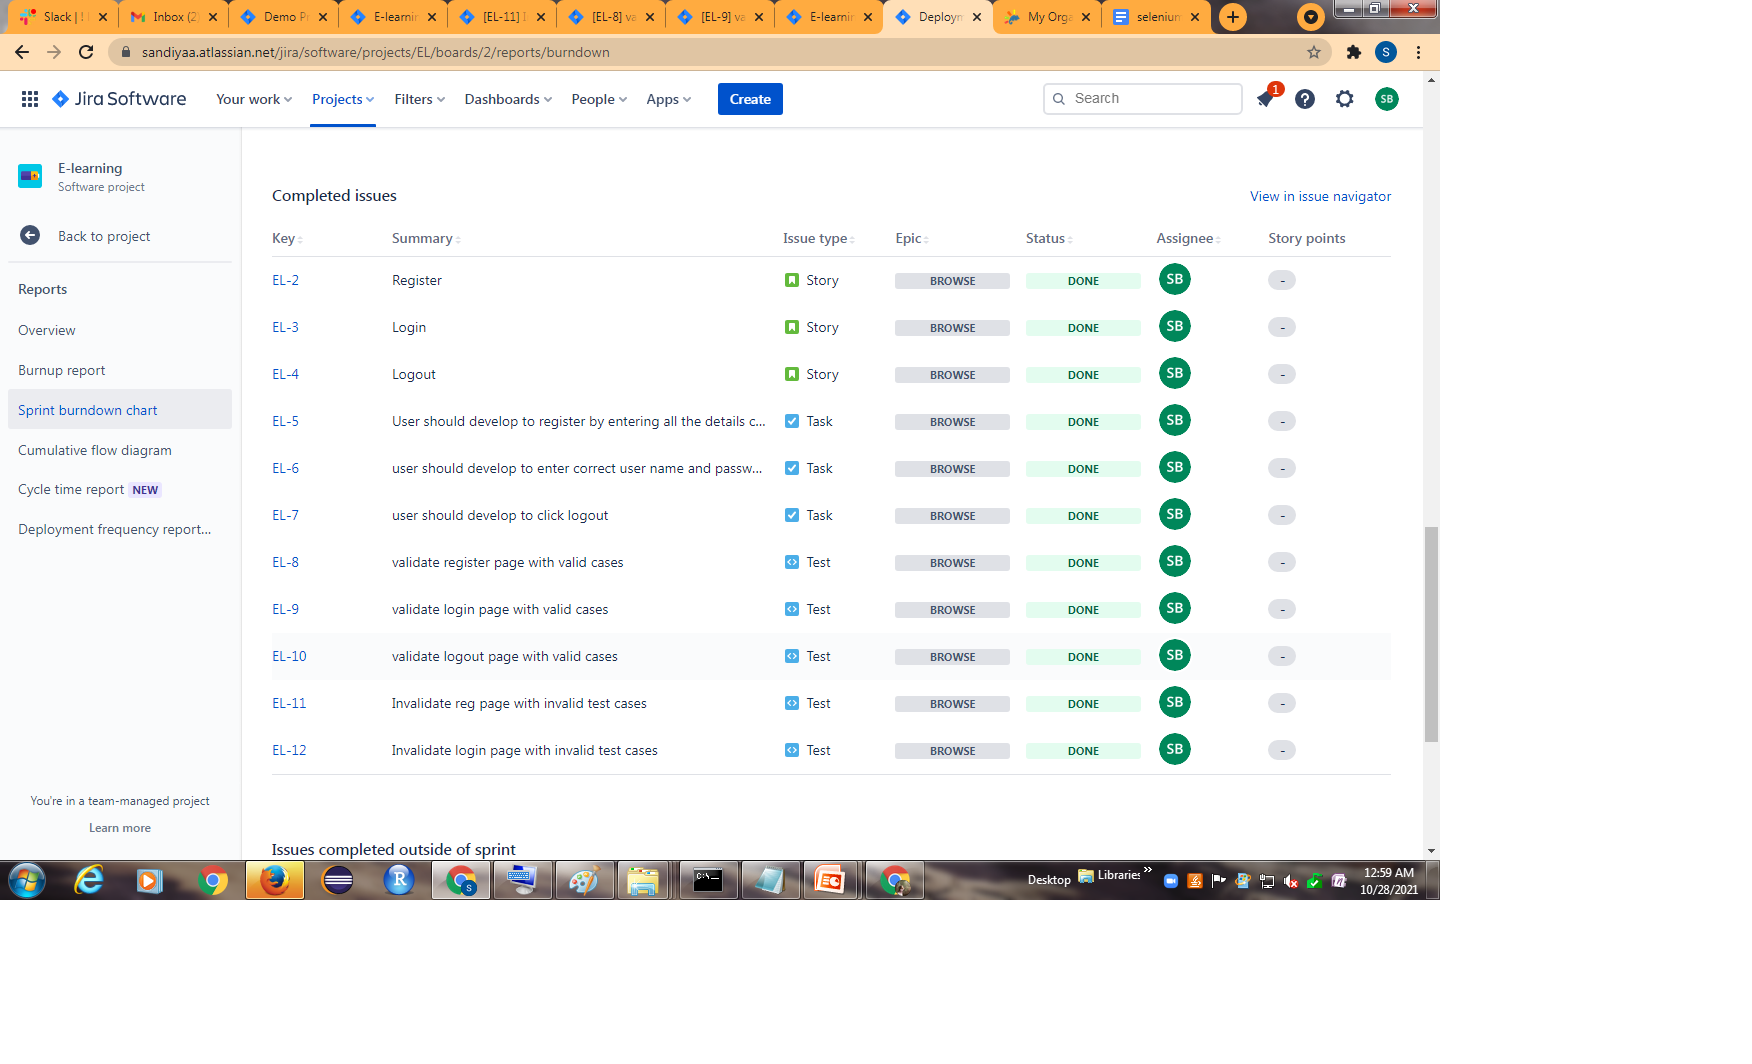 Slack | ! Inbox (2) Demo P E-learnin [EL-11] I [EL-8] va [EL-9] va E-learnin Deploym My Orga selenium
sandiyaa.atlassian.net/jira/software/projects/EL/boards/2/reports/burndown S
Jira Software Your work Projects Filters Dashboards People Apps Create Search 1 SB
E-learning
Software project
Back to project
Reports
Overview
Burnup report
Sprint burndown chart
Cumulative flow diagram
Cycle time report NEW
Deployment frequency report...
You're in a team-managed project
Learn more
Completed issues View in issue navigator
Key Summary Issue type Epic Status Assignee Story points
EL-2 Register Story BROWSE DONE SB -
EL-3 Login Story BROWSE DONE SB -
EL-4 Logout Story BROWSE DONE SB -
EL-5 User should develop to register by entering all the details c... Task BROWSE DONE SB -
EL-6 user should develop to enter correct user name and passw... Task BROWSE DONE SB -
EL-7 user should develop to click logout Task BROWSE DONE SB -
EL-8 validate register page with valid cases Test BROWSE DONE SB -
EL-9 validate login page with valid cases Test BROWSE DONE SB -
EL-10 validate logout page with valid cases Test BROWSE DONE SB -
EL-11 Invalidate reg page with invalid test cases Test BROWSE DONE SB -
EL-12 Invalidate login page with invalid test cases Test BROWSE DONE SB -
Issues completed outside of sprint
Desktop Libraries 12:59 AM
10/28/2021